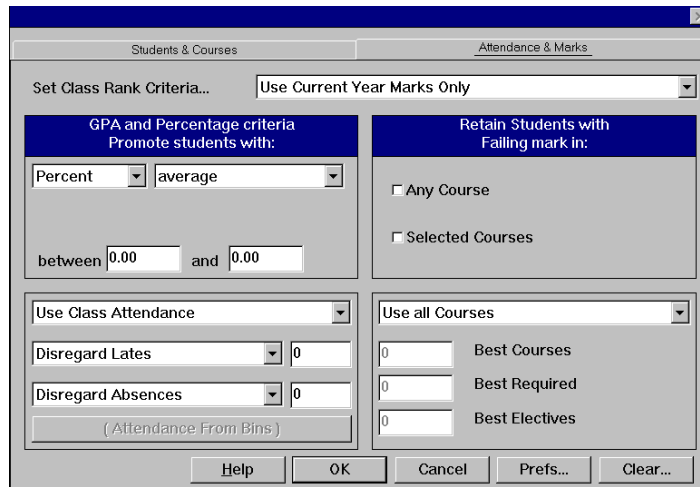 Students & Courses
Attendance & Marks
Set Class Rank Criteria...
Use Current Year Marks Only
GPA and Percentage criteria
Promote students with:
Percent
average
between 0.00 and 0.00
Retain Students with
Failing mark in:
Any Course
Selected Courses
Use Class Attendance
Disregard Lates 0
Disregard Absences 0
( Attendance From Bins )
Use all Courses
0 Best Courses
0 Best Required
0 Best Electives
Help OK Cancel Prefs... Clear...